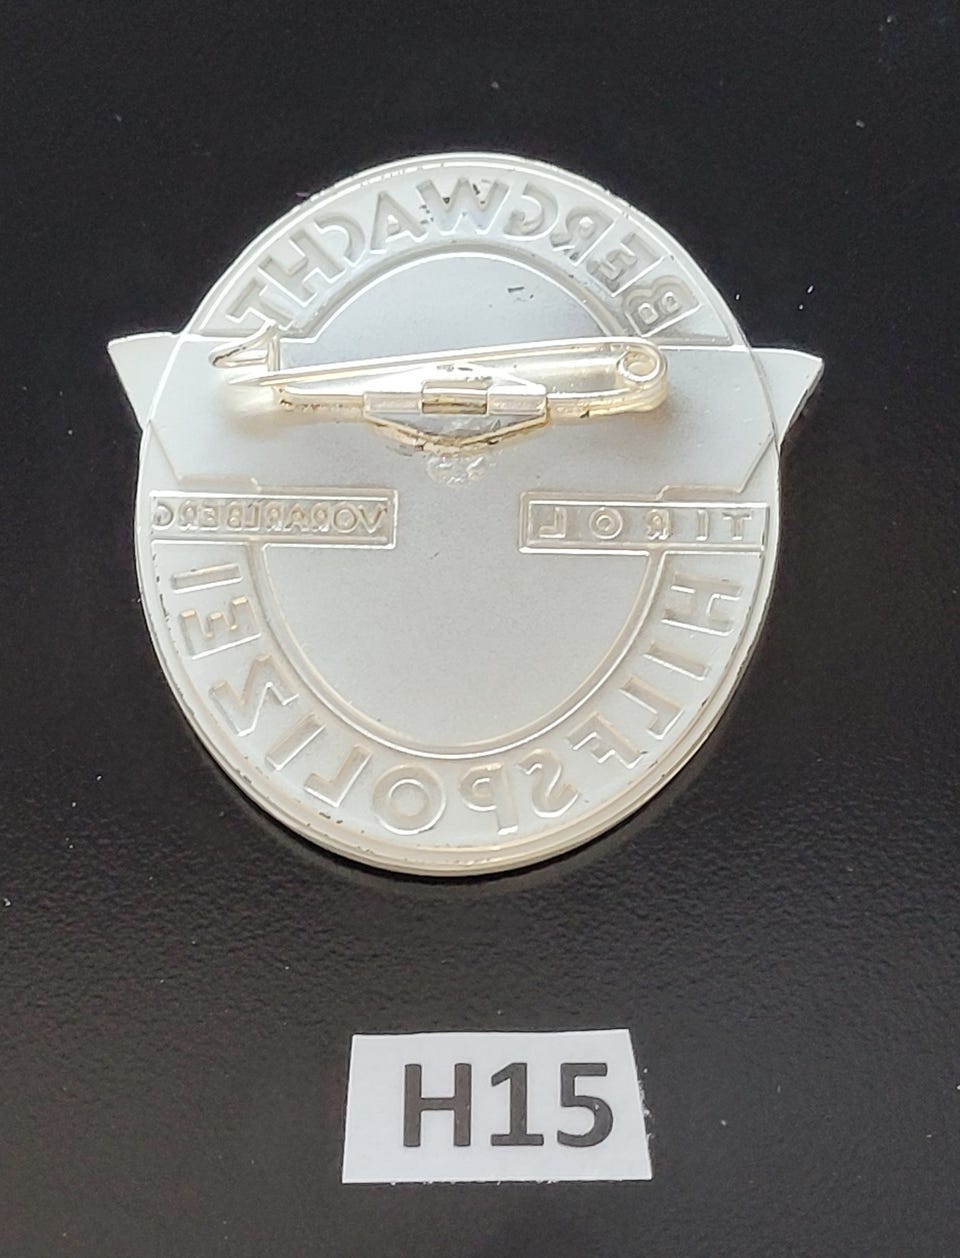 BERGWACHT
TIROL VORARLBERG
HILFSPOLIZEI
H15